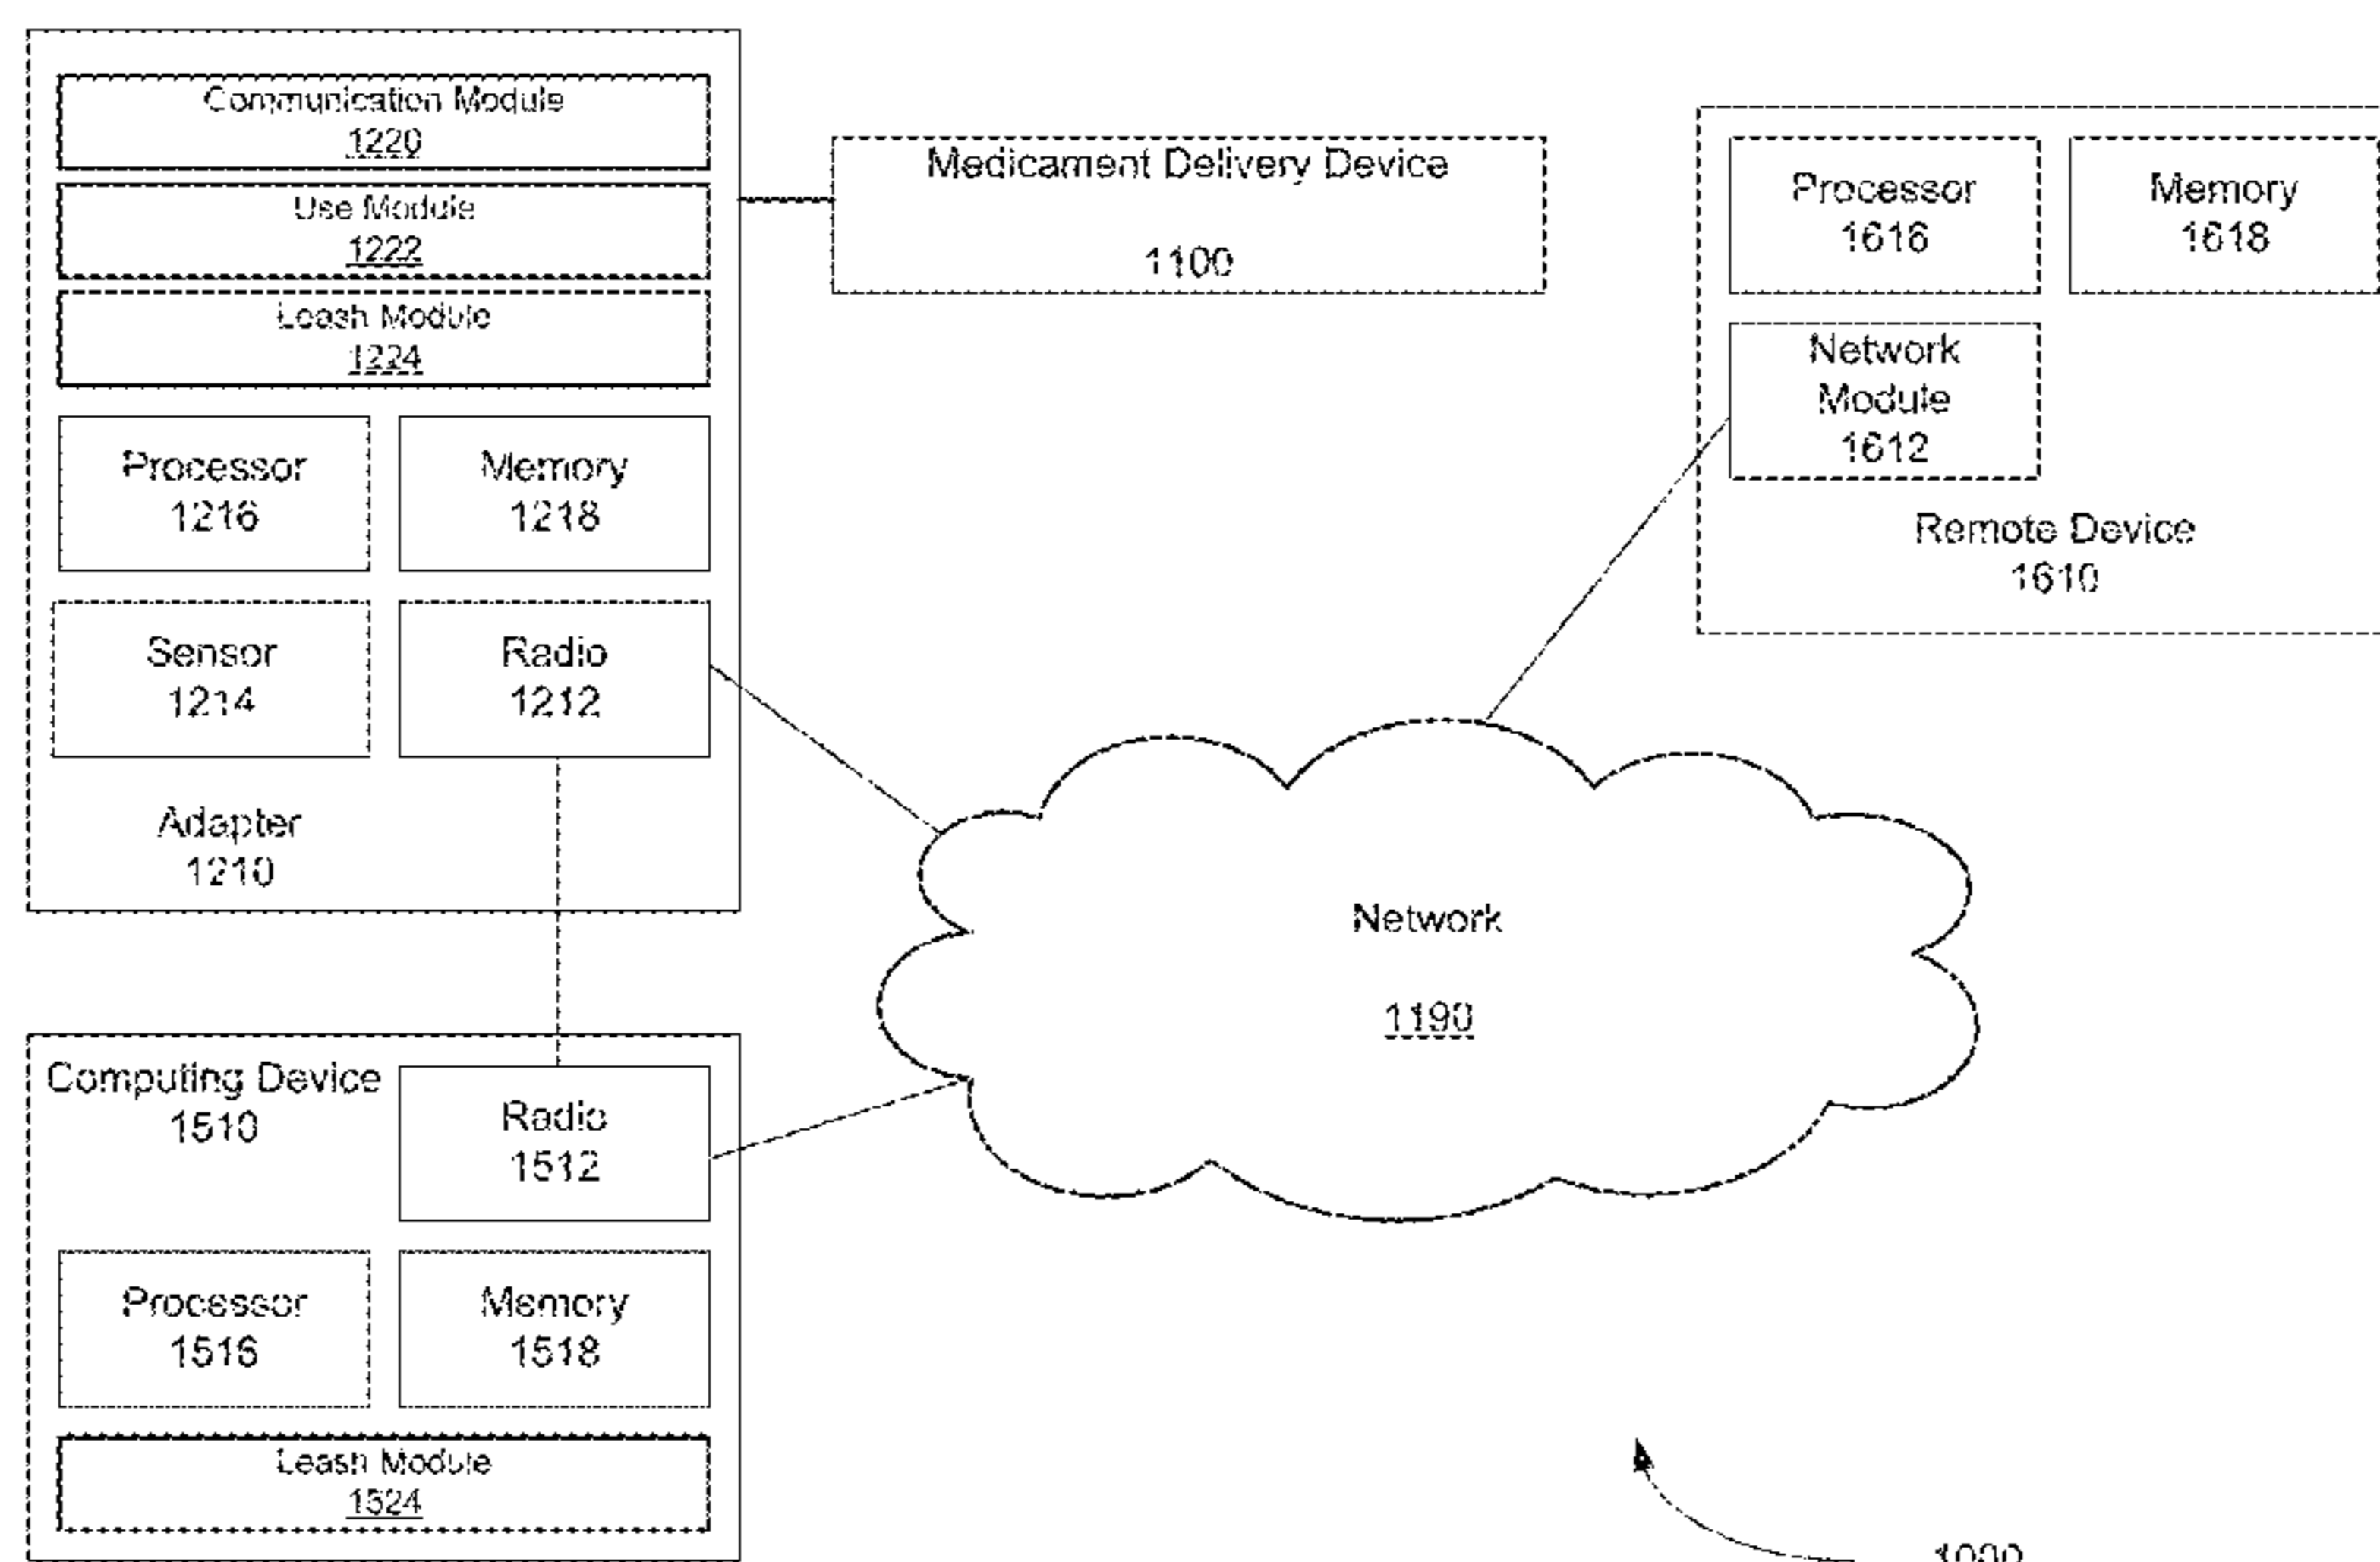 Communication Module
1220
Use Module
1222
Leash Module
1224
Processor
1216
Memory
1218
Sensor
1214
Radio
1212
Adapter
1210
Medicament Delivery Device
1100
Processor
1616
Memory
1618
Network
Module
1612
Remote Device
1610
Network
1190
Computing Device
1510
Radio
1512
Processor
1516
Memory
1518
Leash Module
1524